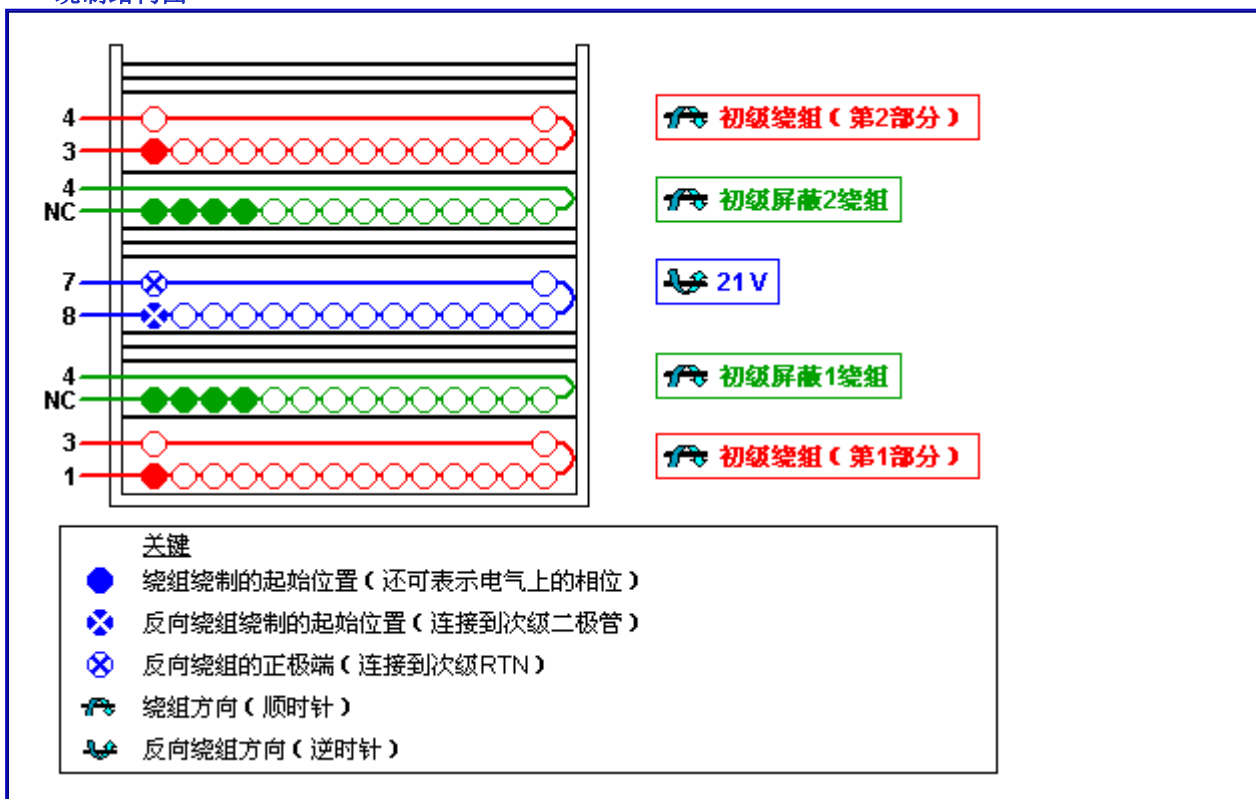 4
3
初级绕组（第2部分）
4
NC
初级屏蔽2绕组
7
8
21V
4
NC
初级屏蔽1绕组
3
1
初级绕组（第1部分）
关键
绕组绕制的起始位置（还可表示电气上的相位）
反向绕组绕制的起始位置（连接到次级二极管）
反向绕组的正极端（连接到次级RTN）
绕组方向（顺时针）
反向绕组方向（逆时针）